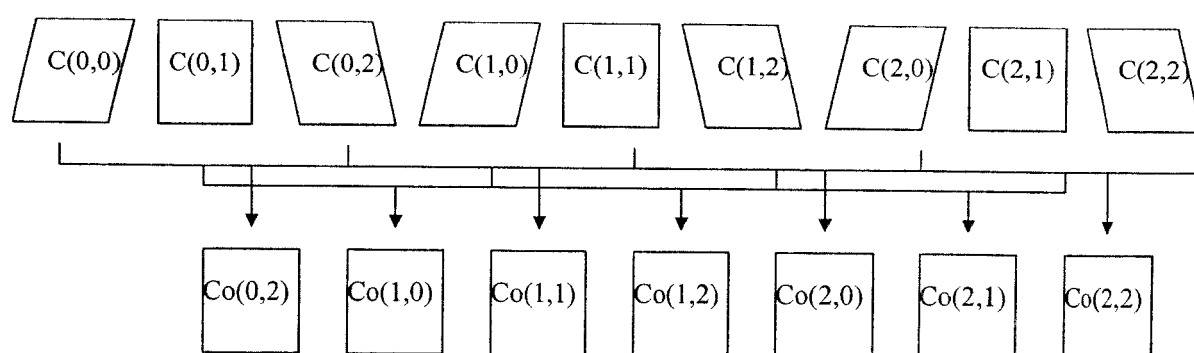 C(0,0) C(0,1) C(0,2) C(1,0) C(1,1) C(1,2) C(2,0) C(2,1) C(2,2)
Co(0,2) Co(1,0) Co(1,1) Co(1,2) Co(2,0) Co(2,1) Co(2,2)